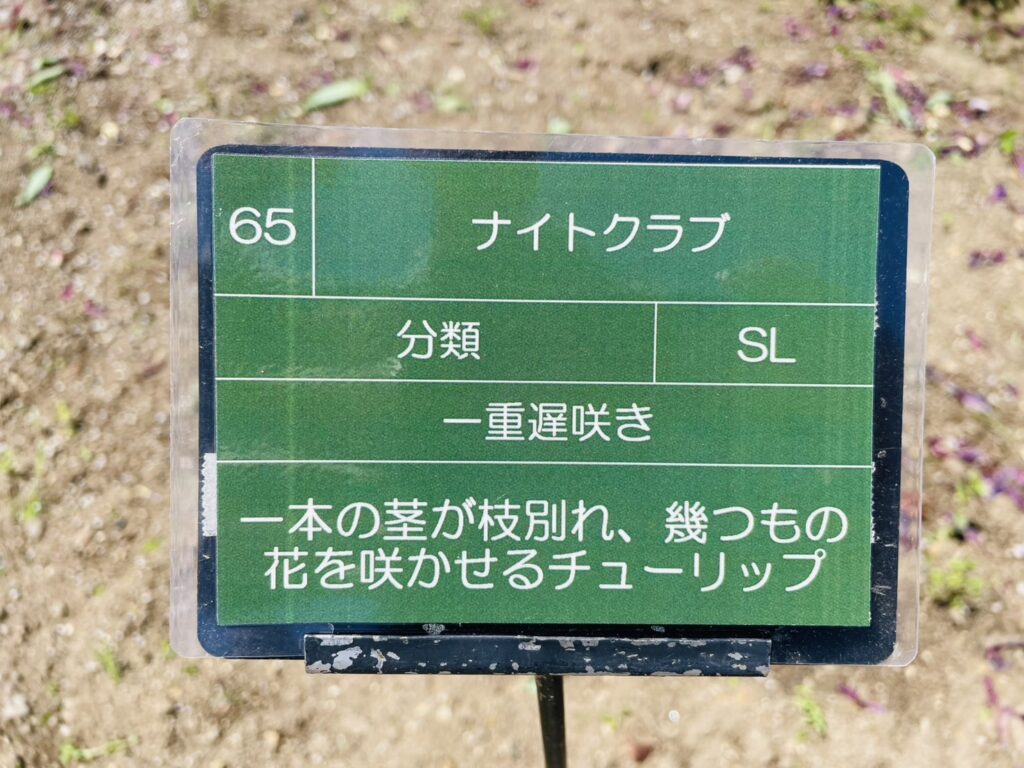 65 ナイトクラブ
分類 SL
一重遅咲き
一本の茎が枝別れ、幾つもの
花を咲かせるチューリップ